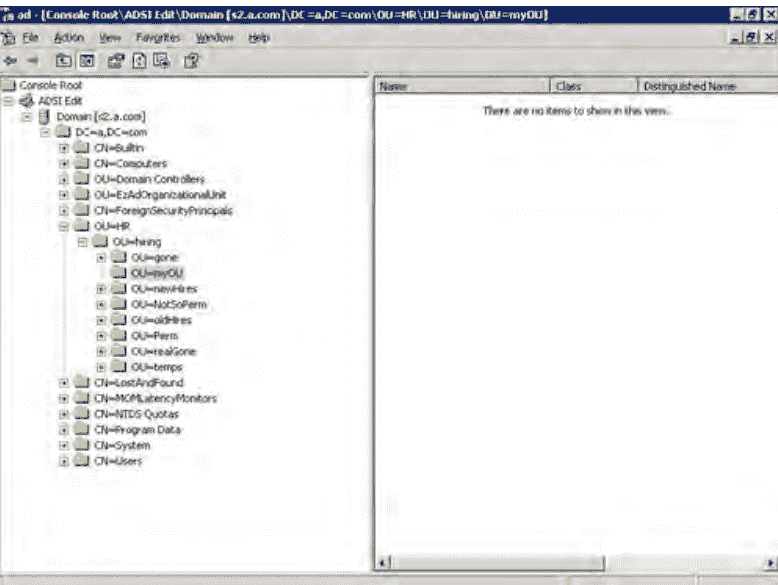 ad - [Console Root\ADSI Edit\Domain [s2.a.com]\DC=a,DC=com\OU=HR\OU=hiring\OU=myOU]
File Action View Favorites Window Help
Console Root
ADSI Edit
Domain [s2.a.com]
DC=a,DC=com
CN=Builtin
CN=Computers
OU=Domain Controllers
OU=EzAdOrganizationalUnit
CN=ForeignSecurityPrincipals
OU=HR
OU=hiring
OU=gone
OU=myOU
OU=newHires
OU=NotSoPerm
OU=oldHires
OU=Perm
OU=realGone
OU=temps
CN=LostAndFound
CN=MOMLatencyMonitors
CN=NTDS Quotas
CN=Program Data
CN=System
CN=Users
Name Class Distinguished Name
There are no items to show in this view.